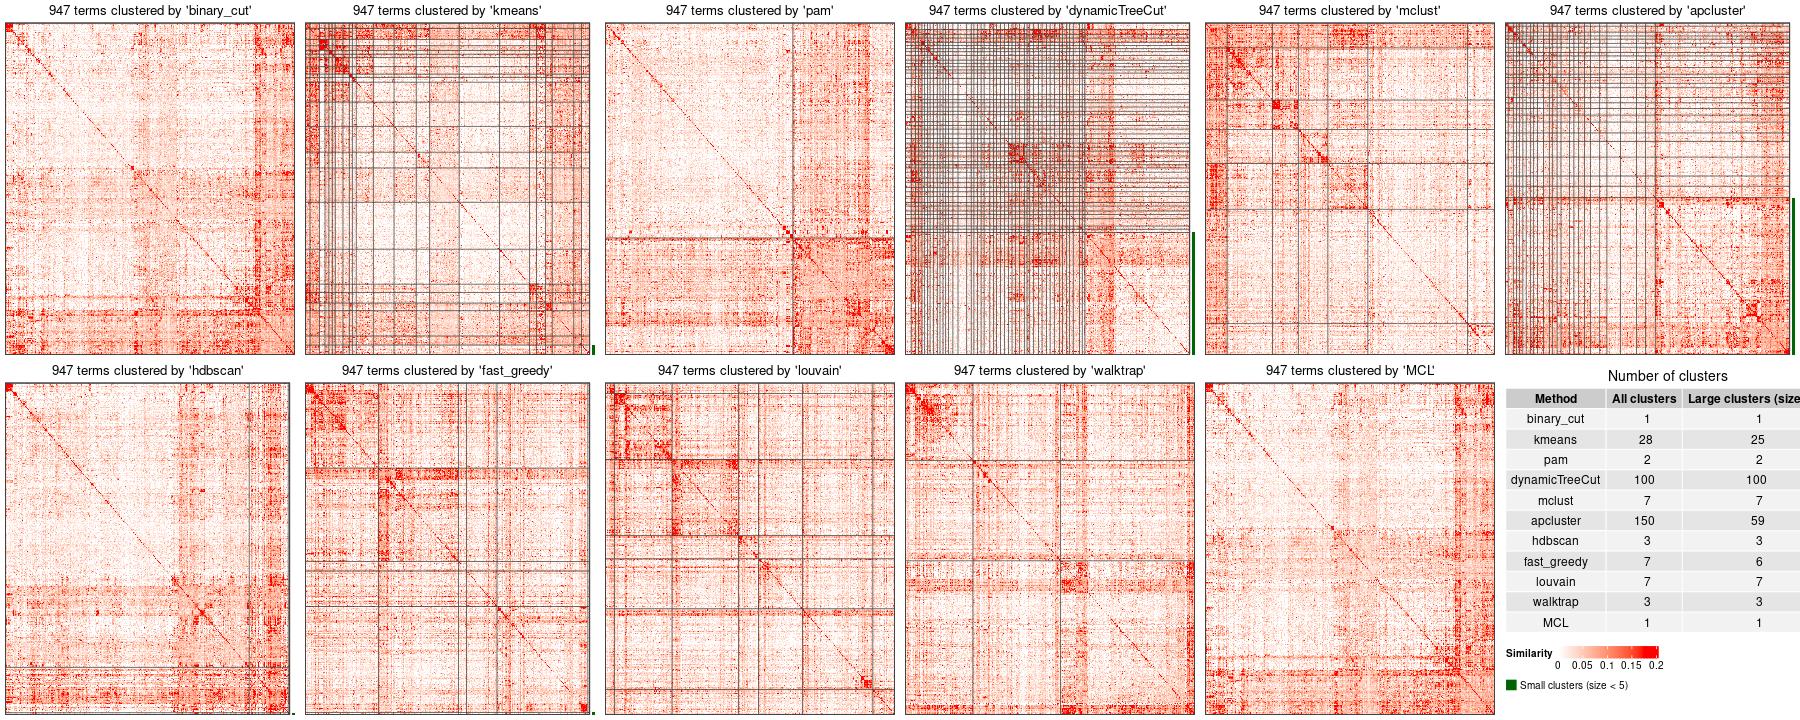 947 terms clustered by 'binary_cut'
947 terms clustered by 'kmeans'
947 terms clustered by 'pam'
947 terms clustered by 'dynamicTreeCut'
947 terms clustered by 'mclust'
947 terms clustered by 'apcluster'
947 terms clustered by 'hdbscan'
947 terms clustered by 'fast_greedy'
947 terms clustered by 'louvain'
947 terms clustered by 'walktrap'
947 terms clustered by 'MCL'
Number of clusters
Method All clusters Large clusters (size
binary_cut 1 1
kmeans 28 25
pam 2 2
dynamicTreeCut 100 100
mclust 7 7
apcluster 150 59
hdbscan 3 3
fast_greedy 7 6
louvain 7 7
walktrap 3 3
MCL 1 1
Similarity
0 0.05 0.1 0.15 0.2
Small clusters (size < 5)